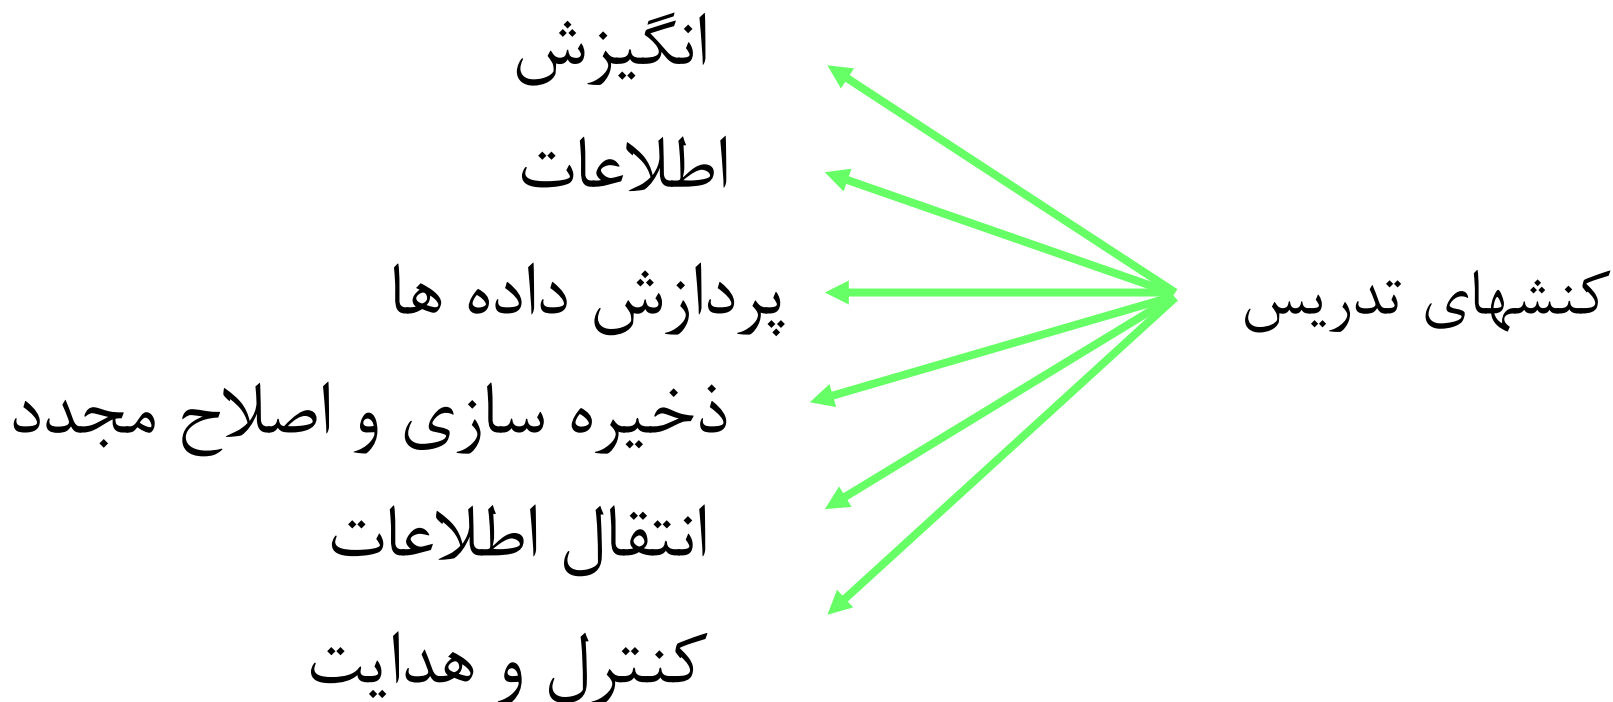 کنشهای تدریس
انگیزش
اطلاعات
پردازش داده ها
ذخیره سازی و اصلاح مجدد
انتقال اطلاعات
کنترل و هدایت